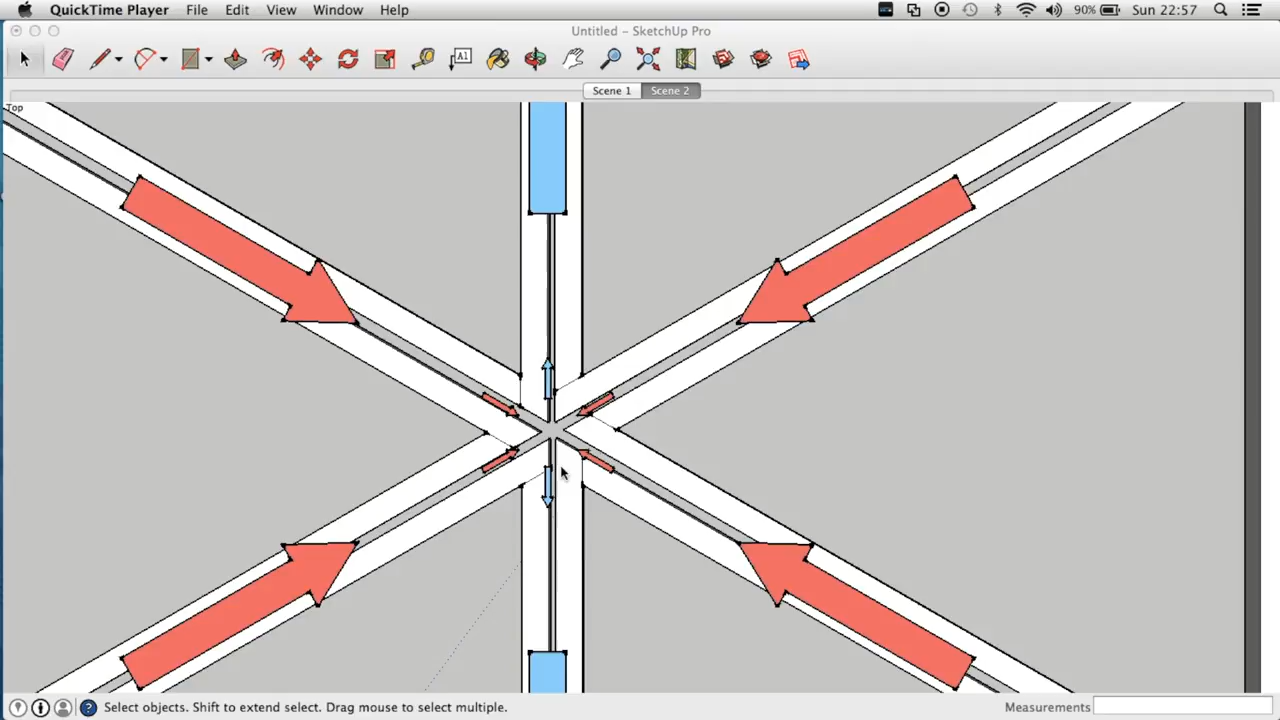 QuickTime Player File Edit View Window Help 90% Sun 22:57
Untitled – SketchUp Pro
A1
Scene 1 Scene 2
Top
? Select objects. Shift to extend select. Drag mouse to select multiple. Measurements